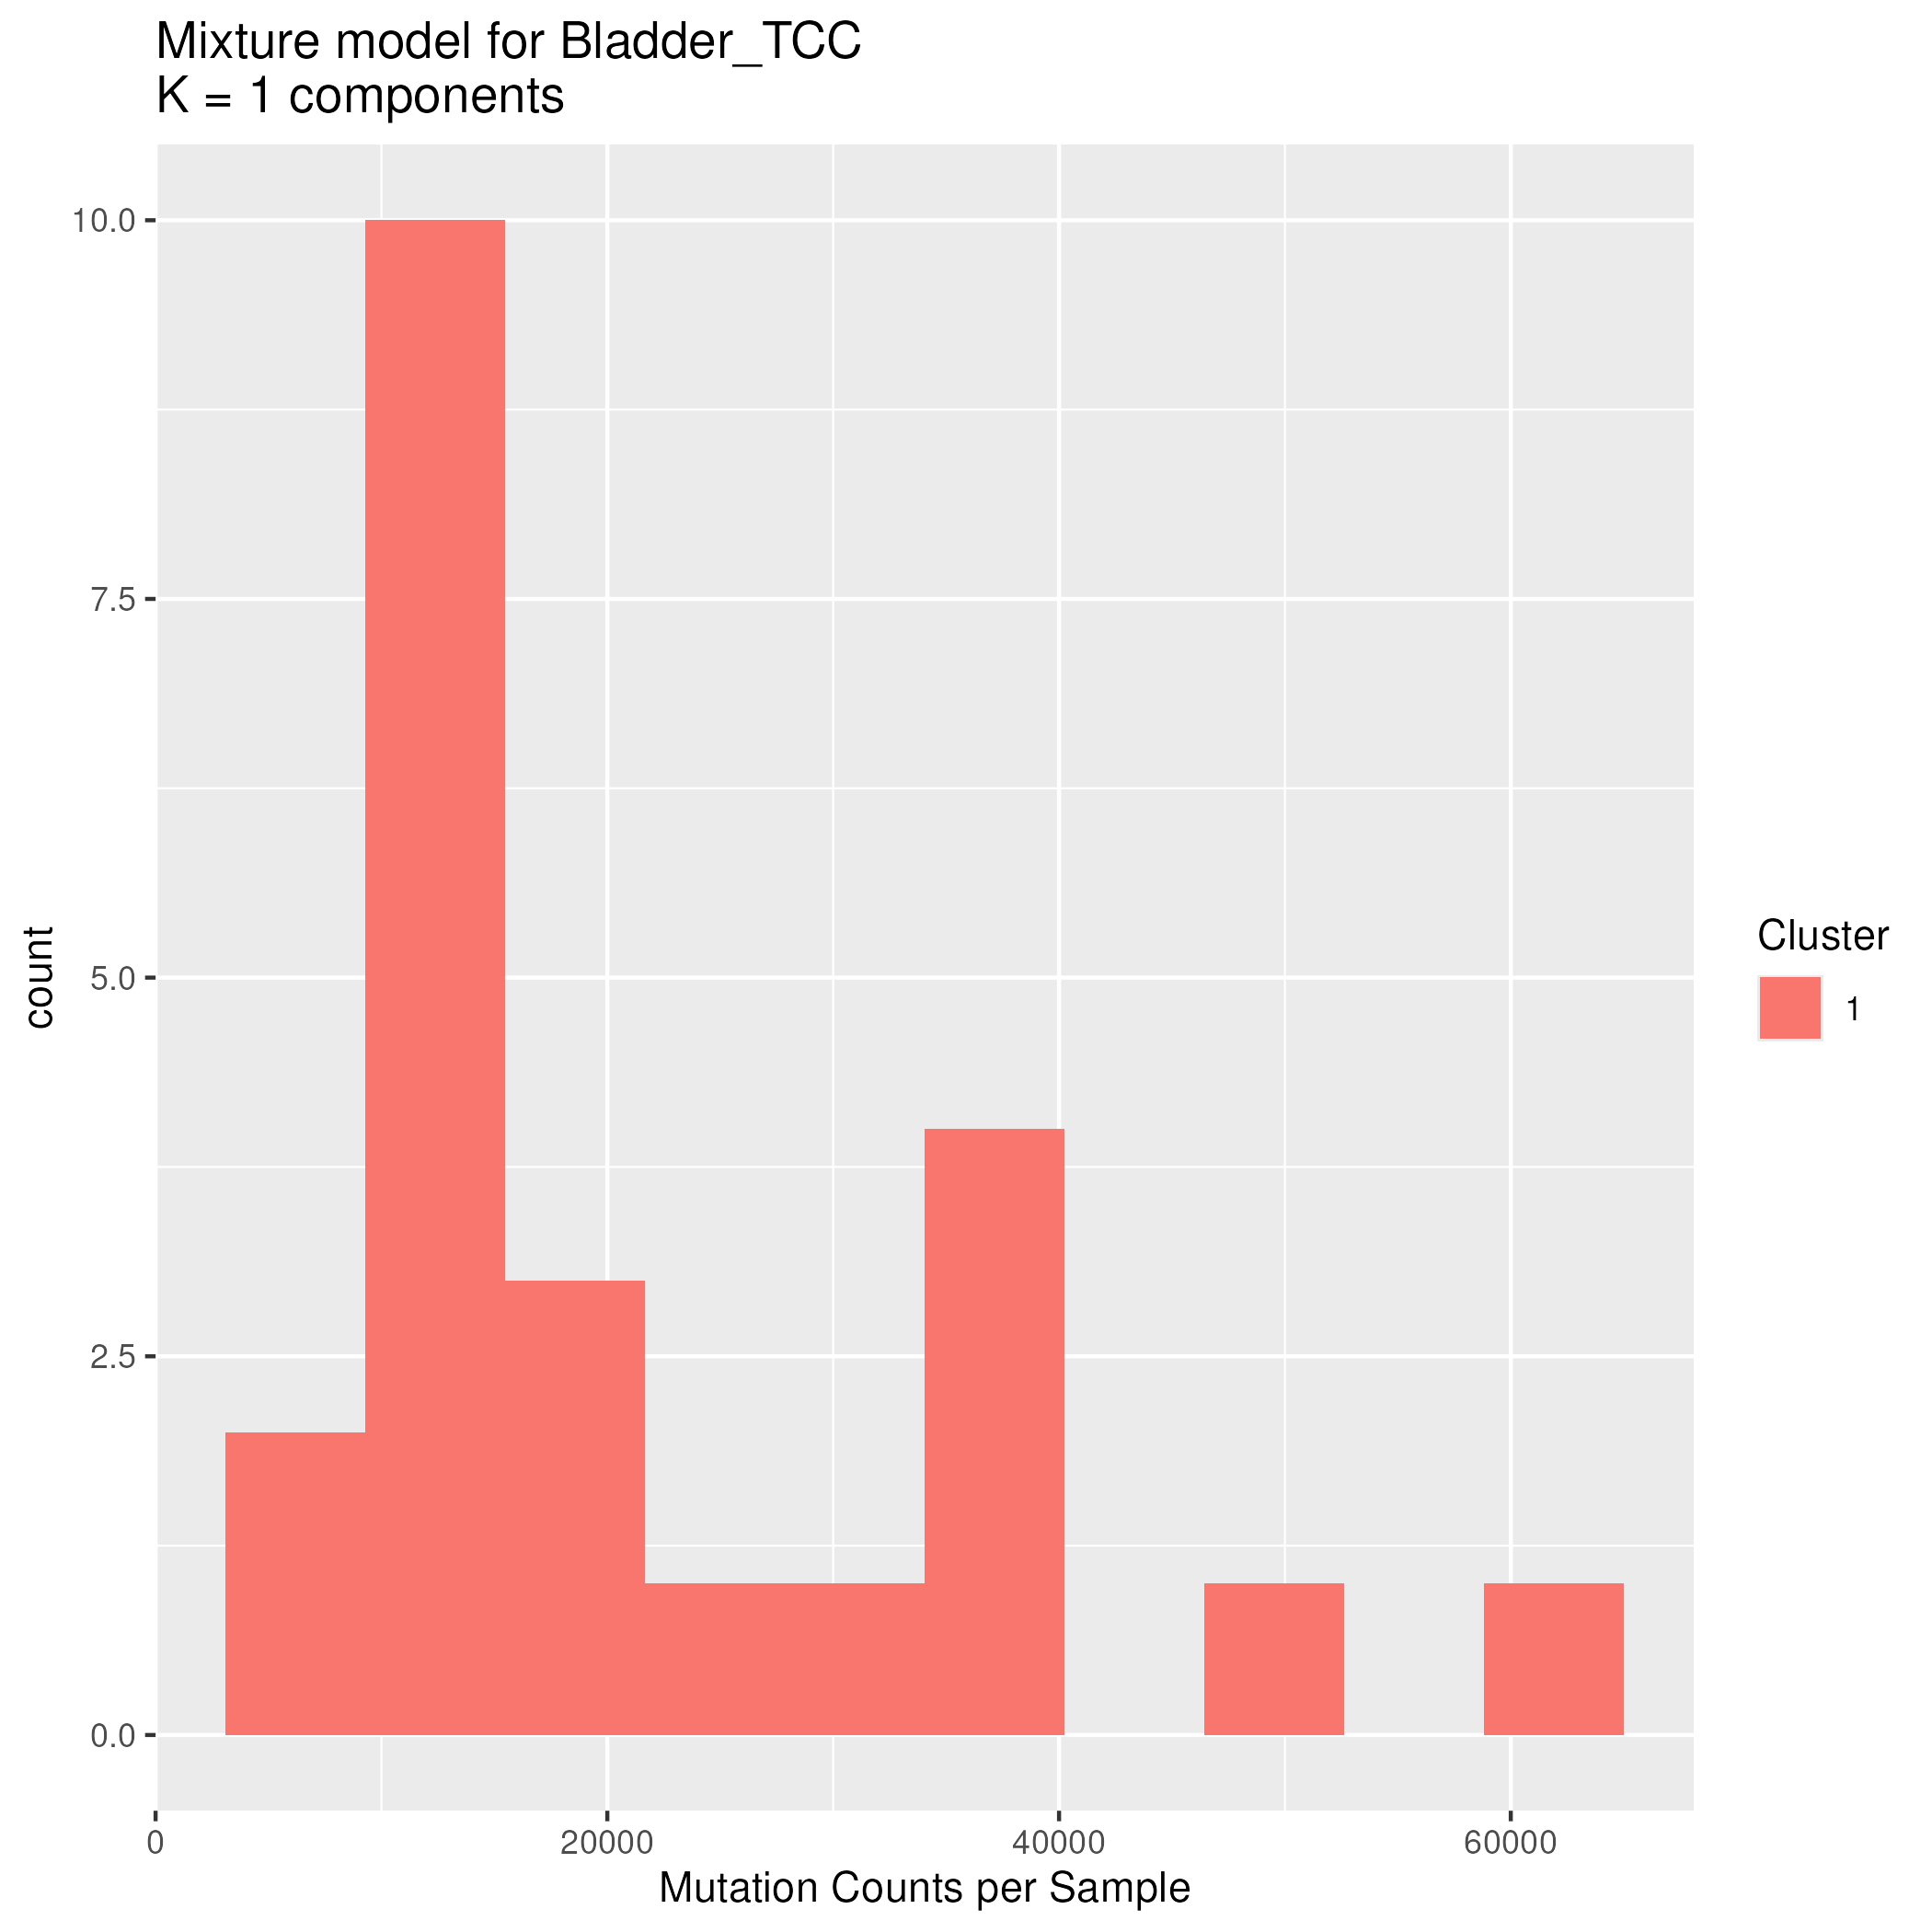 Mixture model for Bladder_TCC
K = 1 components
10.0
7.5
5.0
2.5
0.0
count
0
20000
40000
60000
Mutation Counts per Sample
Cluster
1